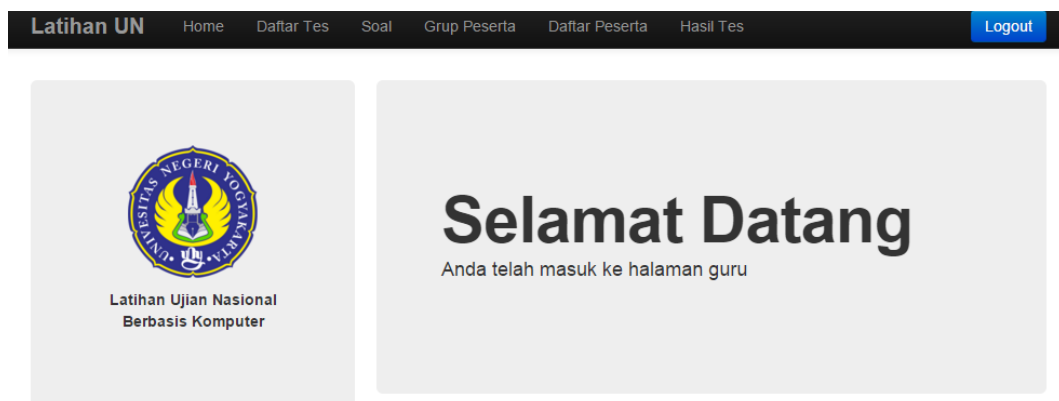 Latihan UN Home Daftar Tes Soal Grup Peserta Daftar Peserta Hasil Tes Logout
UNIVESITAS NEGERI YOGYAKARTA
Latihan Ujian Nasional
Berbasis Komputer
Selamat Datang
Anda telah masuk ke halaman guru